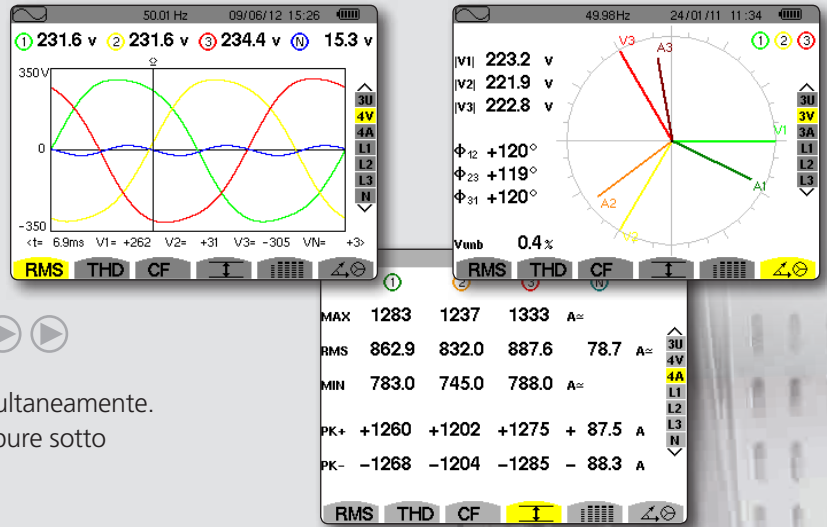 50.01 Hz 09/06/12 15:26
1 231.6 v 2 231.6 v 3 234.4 v N 15.3 v
350V
0
-350
3U
4V
4A
L1
L2
L3
N
<t= 6.9ms V1= +262 V2= +31 V3= -305 VN= +3>
RMS THD CF
49.98Hz 24/01/11 11:34
1 2 3
|V1| 223.2 v
|V2| 221.9 v
|V3| 222.8 v
Φ12 +120°
Φ23 +119°
Φ31 +120°
Vunb 0.4%
V3
A3
V1
A1
A2
V2
3U
3V
3A
L1
L2
L3
RMS THD CF
1 2 3 N
MAX 1283 1237 1333 A≃
RMS 862.9 832.0 887.6 78.7 A≃
MIN 783.0 745.0 788.0 A≃
PK+ +1260 +1202 +1275 + 87.5 A
PK- -1268 -1204 -1285 - 88.3 A
3U
4V
4A
L1
L2
L3
N
RMS THD CF
ultaneamente.
pure sotto